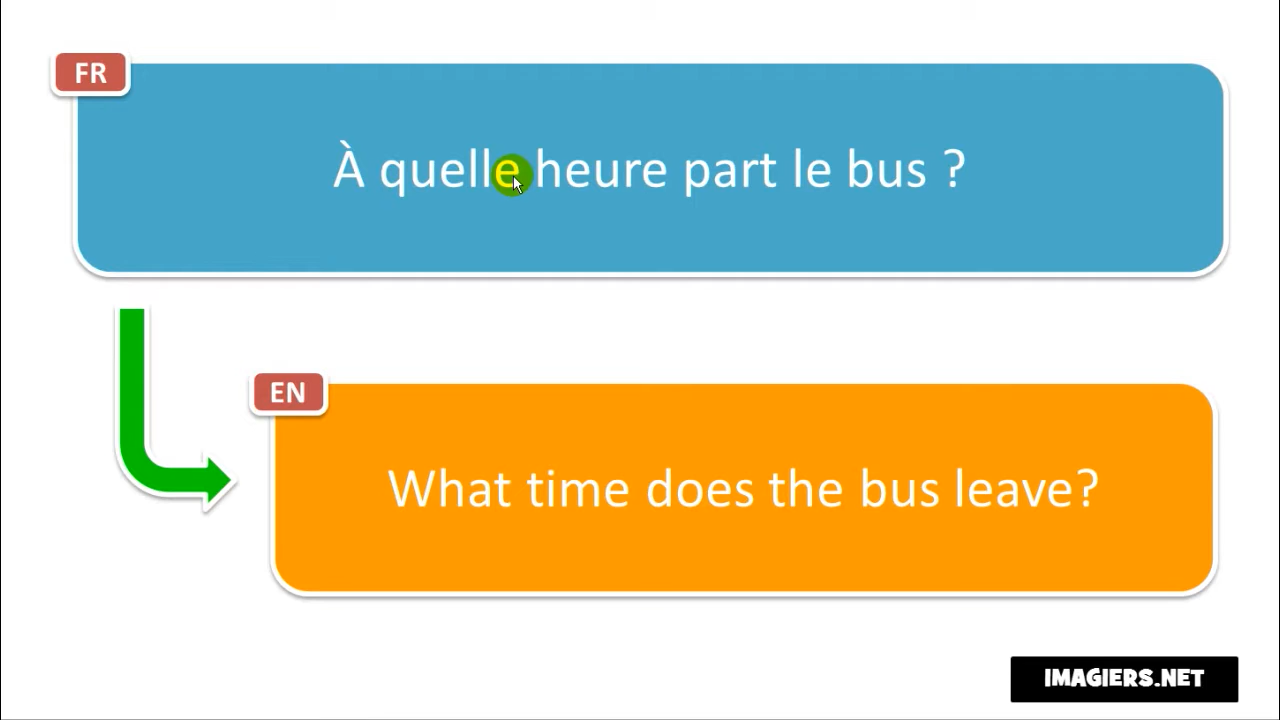 FR
À quelle heure part le bus ?
EN
What time does the bus leave?
IMAGIERS.NET